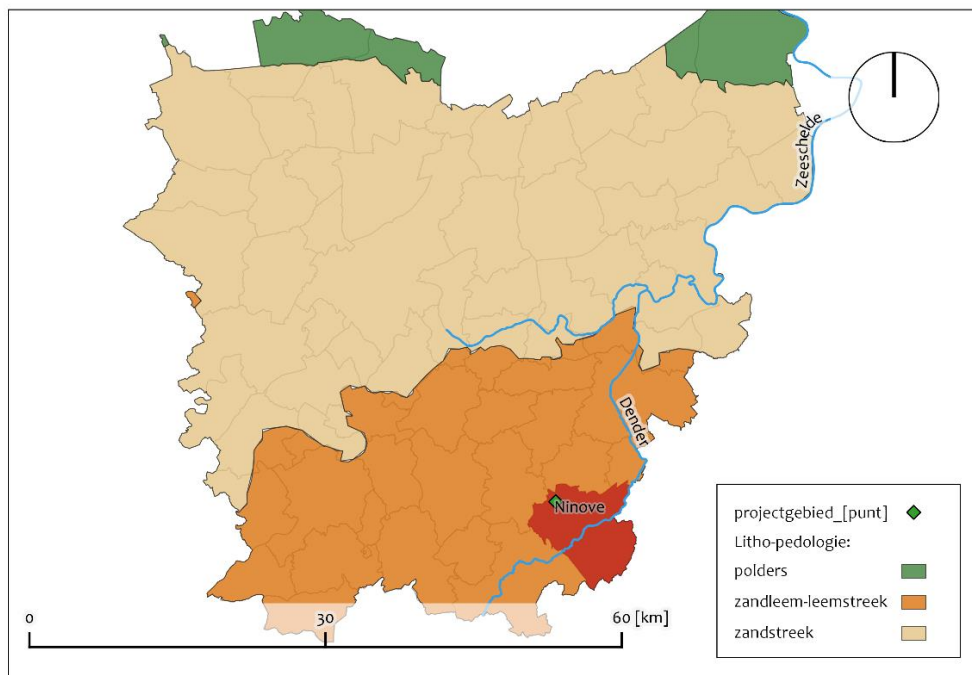 Zeeschelde
Dender
Ninove
projectgebied_[punt]
Litho-pedologie:
polders
zandleem-leemstreek
zandstreek
0 30 60 [km]